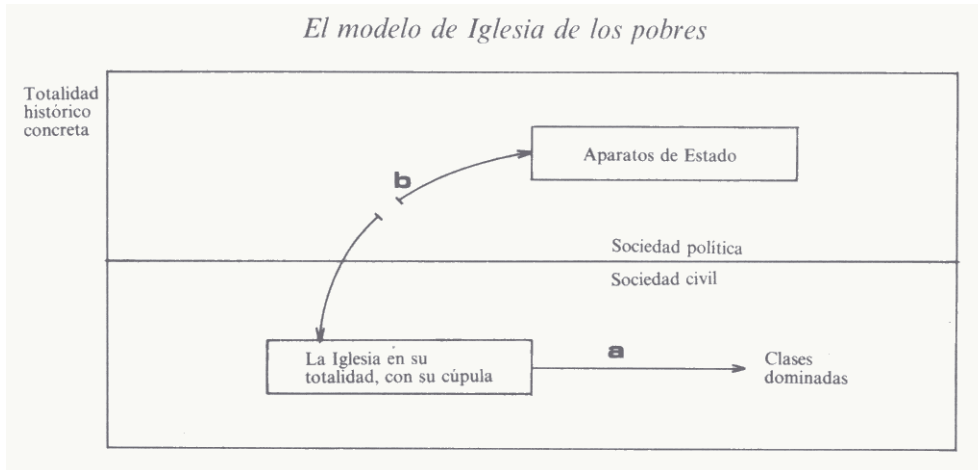 El modelo de Iglesia de los pobres
Totalidad
histórico
concreta
Aparatos de Estado
b
Sociedad política
Sociedad civil
a
La Iglesia en su
totalidad, con su cúpula
Clases
dominadas